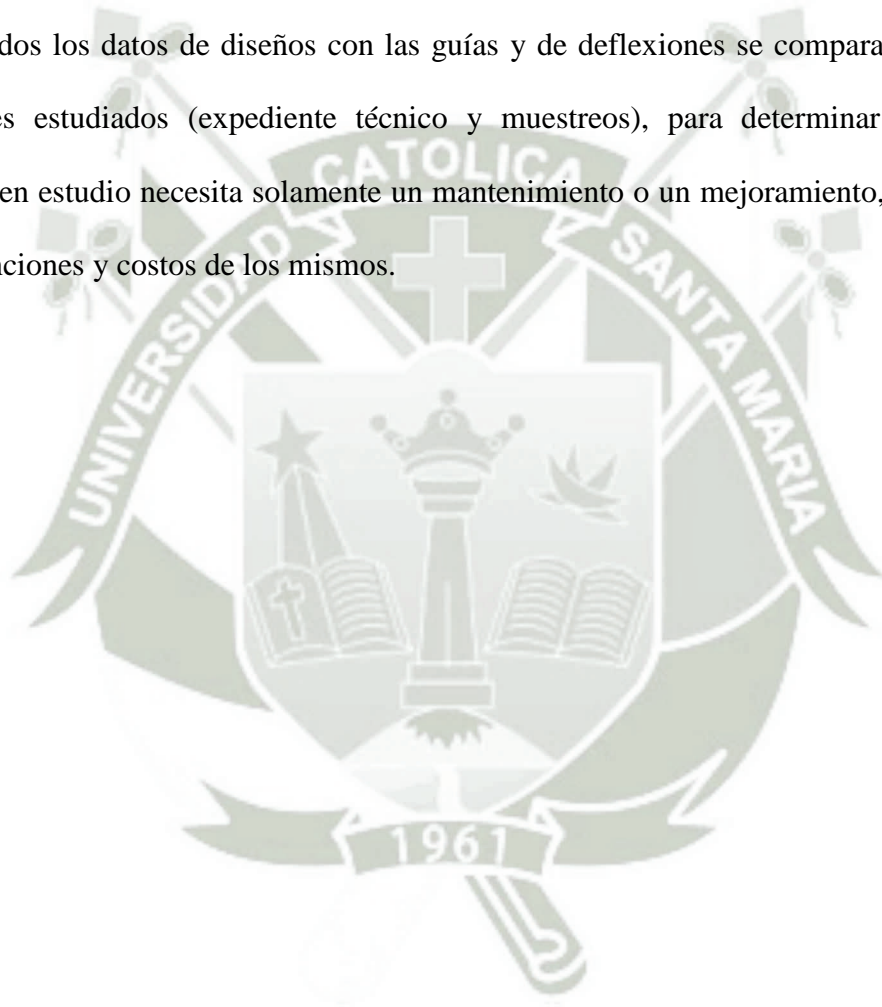 dos los datos de diseños con las guías y de deflexiones se compara
es estudiados (expediente técnico y muestreos), para determinar
en estudio necesita solamente un mantenimiento o un mejoramiento,
nciones y costos de los mismos.
UNIVERSIDAD CATOLICA SANTA MARIA
1961